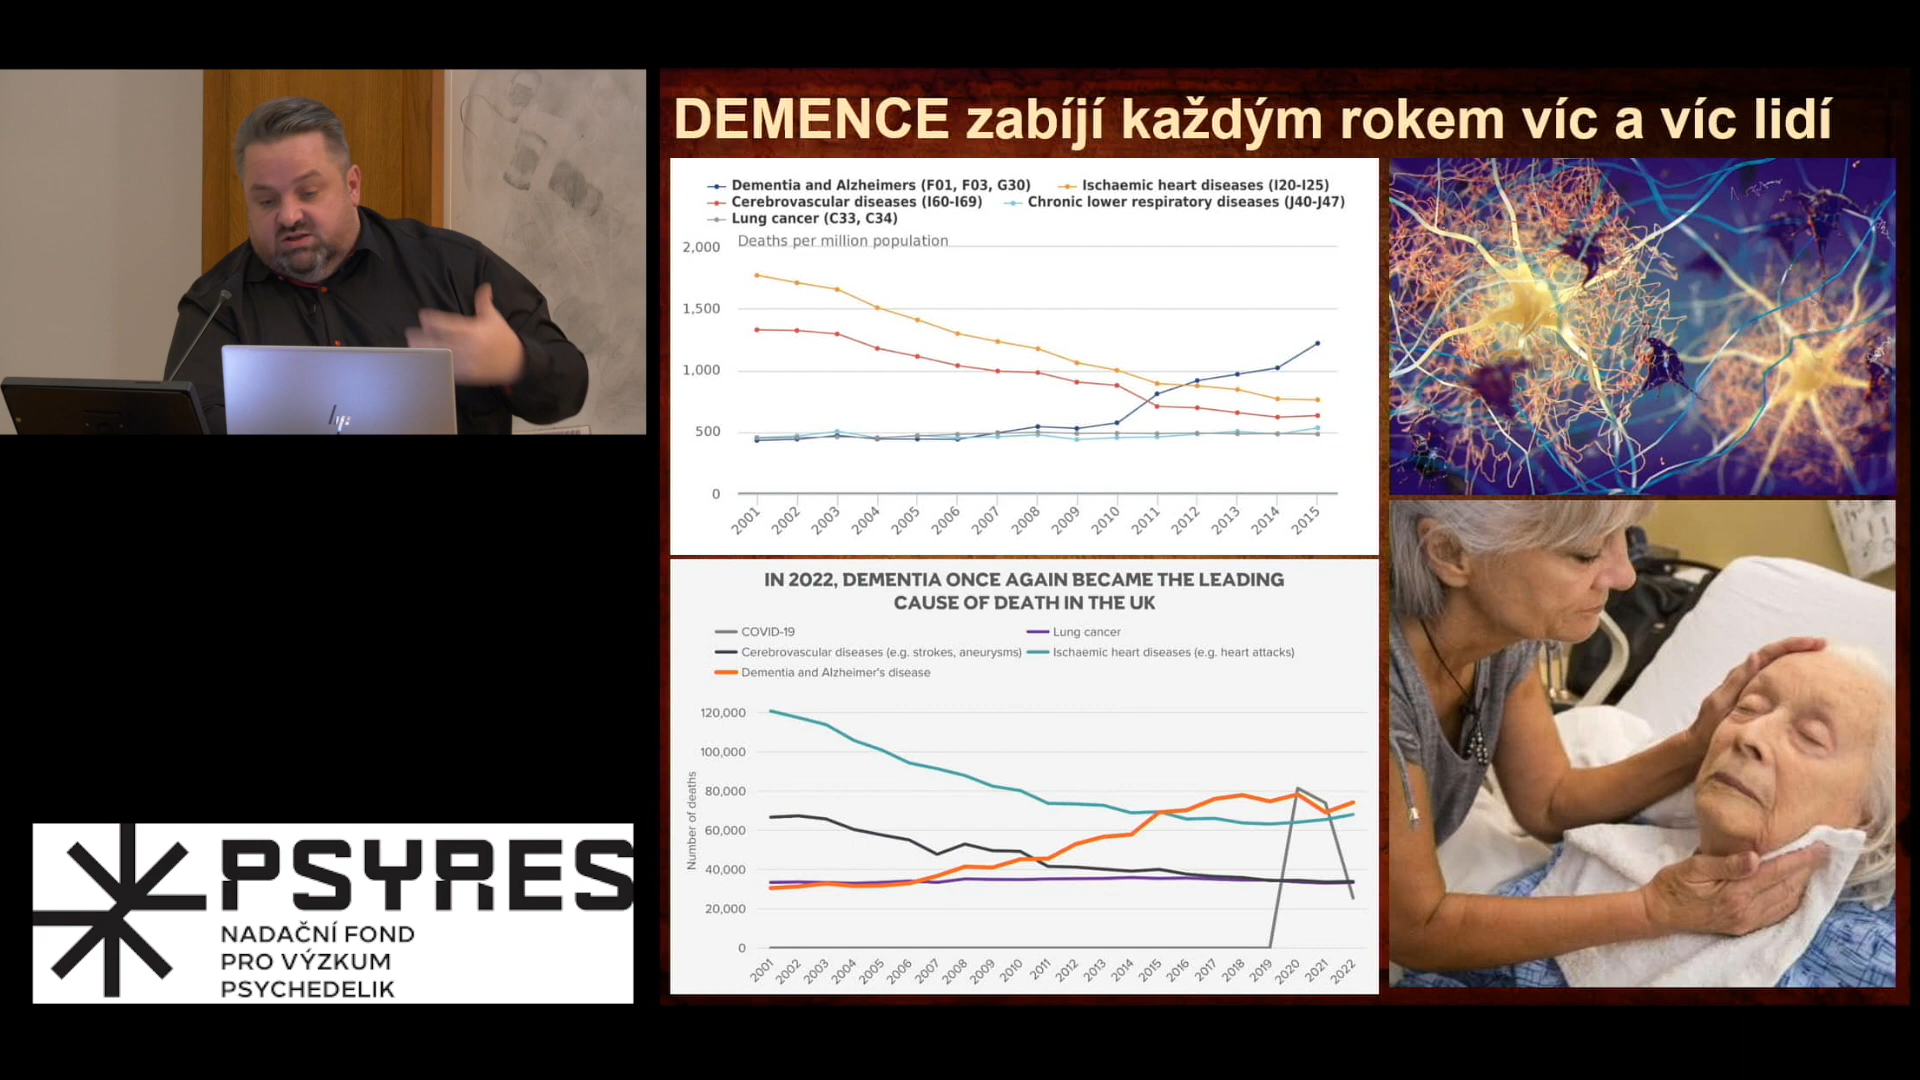 DEMENCE zabíjí každým rokem víc a víc lidí
Dementia and Alzheimers (F01, F03, G30) Ischaemic heart diseases (I20-I25)
Cerebrovascular diseases (I60-I69) Chronic lower respiratory diseases (J40-J47)
Lung cancer (C33, C34)
Deaths per million population
2,000
1,500
1,000
500
0
2001 2002 2003 2004 2005 2006 2007 2008 2009 2010 2011 2012 2013 2014 2015
IN 2022, DEMENTIA ONCE AGAIN BECAME THE LEADING
CAUSE OF DEATH IN THE UK
COVID-19 Lung cancer
Cerebrovascular diseases (e.g. strokes, aneurysms) Ischaemic heart diseases (e.g. heart attacks)
Dementia and Alzheimer's disease
Number of deaths
120,000
100,000
80,000
60,000
40,000
20,000
0
2001 2002 2003 2004 2005 2006 2007 2008 2009 2010 2011 2012 2013 2014 2015 2016 2017 2018 2019 2020 2021 2022
hp
PSYRES
NADAČNÍ FOND
PRO VÝZKUM
PSYCHEDELIK